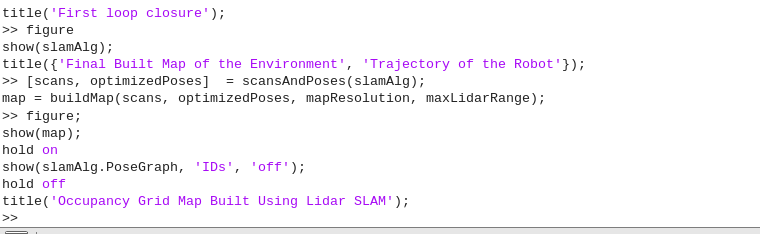 title('First loop closure');
>> figure
show(slamAlg);
title({'Final Built Map of the Environment', 'Trajectory of the Robot'});
>> [scans, optimizedPoses]  = scansAndPoses(slamAlg);
map = buildMap(scans, optimizedPoses, mapResolution, maxLidarRange);
>> figure;
show(map);
hold on
show(slamAlg.PoseGraph, 'IDs', 'off');
hold off
title('Occupancy Grid Map Built Using Lidar SLAM');
>>